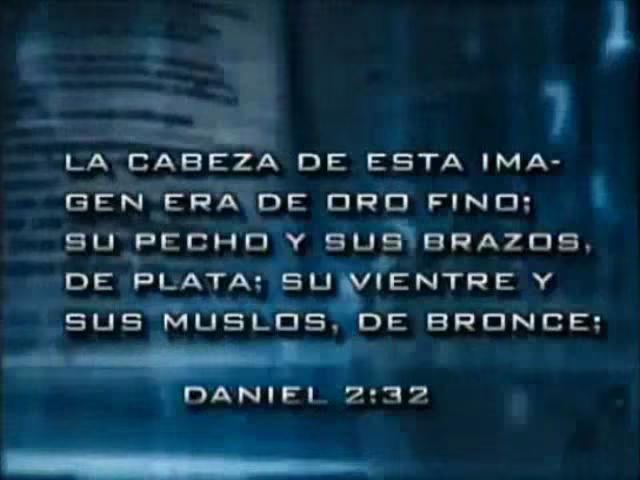 LA CABEZA DE ESTA IMA-
GEN ERA DE ORO FINO;
SU PECHO Y SUS BRAZOS,
DE PLATA; SU VIENTRE Y
SUS MUSLOS, DE BRONCE;
DANIEL 2:32